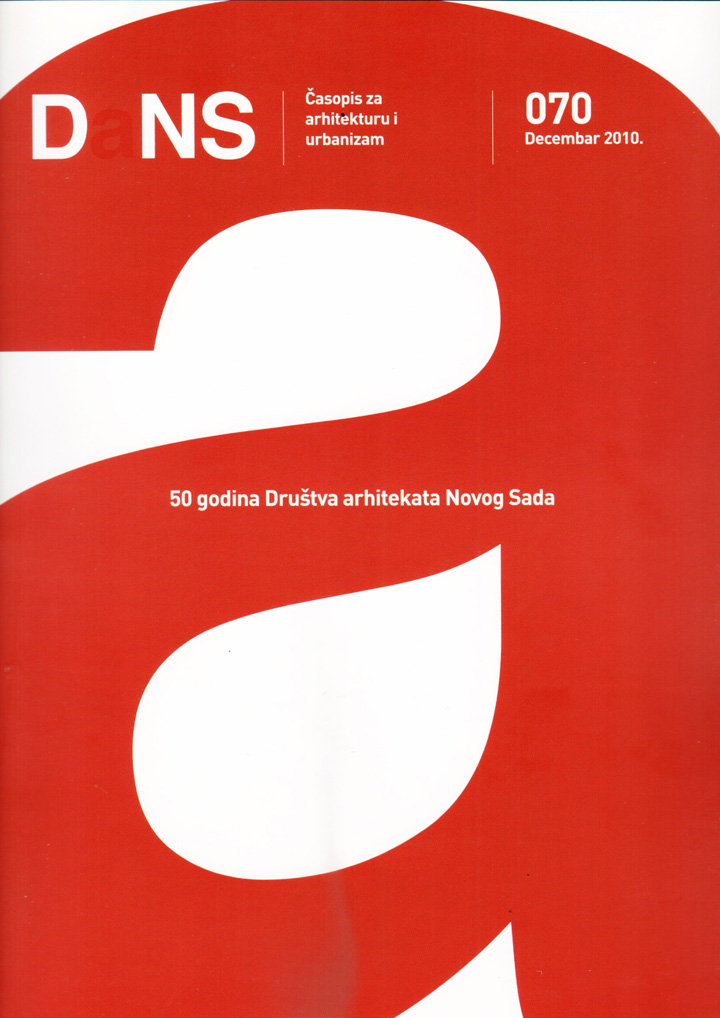 DaNS
Časopis za
arhitekturu i
urbanizam
070
Decembar 2010.
50 godina Društva arhitekata Novog Sada
a